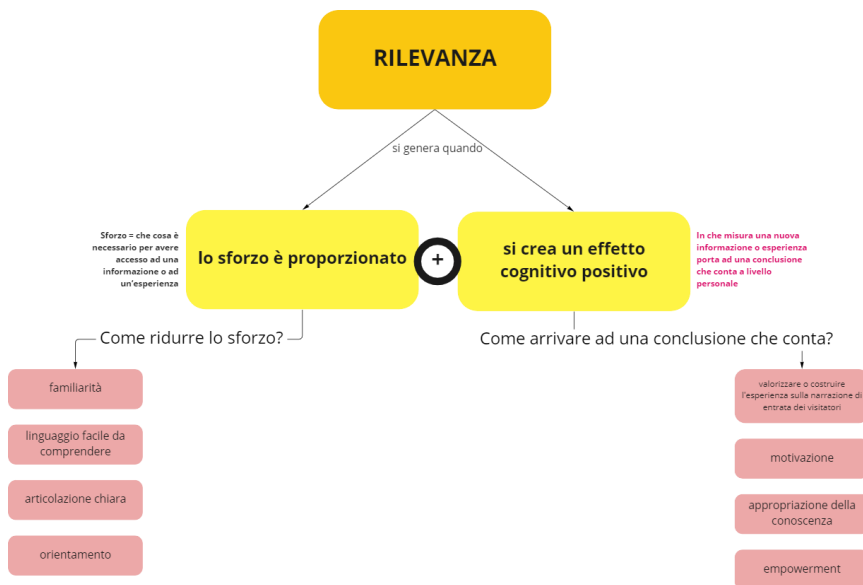 RILEVANZA
si genera quando
Sforzo = che cosa è
necessario per avere
accesso ad una
informazione o ad
un'esperienza
lo sforzo è proporzionato
+
si crea un effetto
cognitivo positivo
In che misura una nuova
informazione o esperienza
porta ad una conclusione
che conta a livello
personale
Come ridurre lo sforzo?
familiarità
linguaggio facile da
comprendere
articolazione chiara
orientamento
Come arrivare ad una conclusione che conta?
valorizzare o costruire
l'esperienza sulla narrazione di
entrata dei visitatori
motivazione
appropriazione della
conoscenza
empowerment